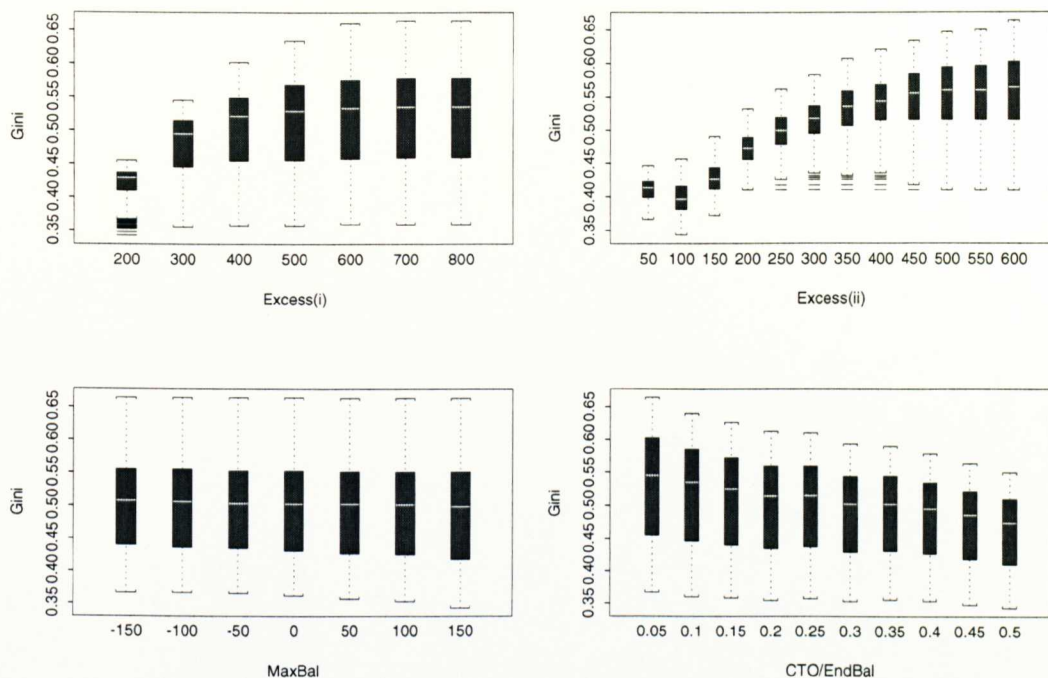 Gini
0.35 0.40 0.45 0.50 0.55 0.60 0.65
200 300 400 500 600 700 800
Excess(i)
Gini
0.35 0.40 0.45 0.50 0.55 0.60 0.65
50 100 150 200 250 300 350 400 450 500 550 600
Excess(ii)
Gini
0.35 0.40 0.45 0.50 0.55 0.60 0.65
-150 -100 -50 0 50 100 150
MaxBal
Gini
0.35 0.40 0.45 0.50 0.55 0.60 0.65
0.05 0.1 0.15 0.2 0.25 0.3 0.35 0.4 0.45 0.5
CTO/EndBal